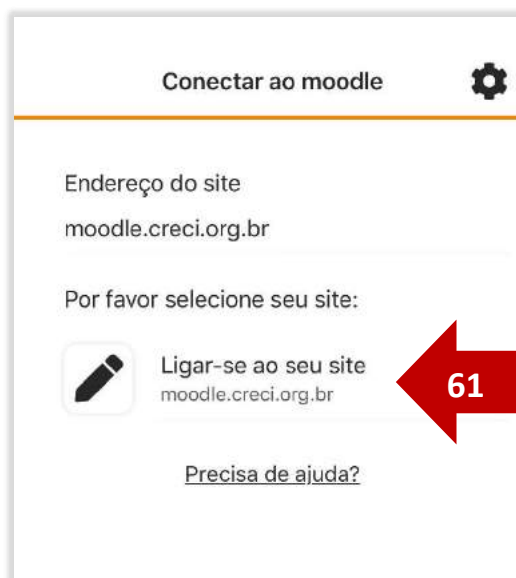 Conectar ao moodle
Endereço do site
moodle.creci.org.br
Por favor selecione seu site:
Ligar-se ao seu site
moodle.creci.org.br
61
Precisa de ajuda?